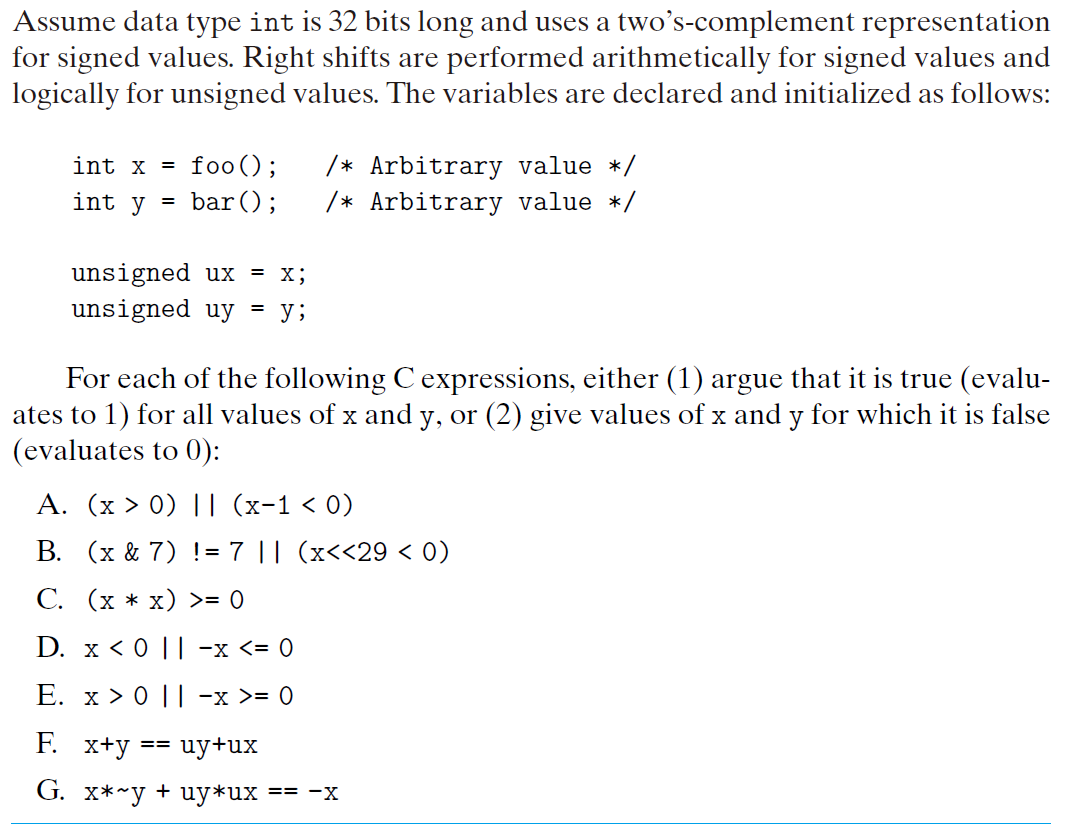 Assume data type int is 32 bits long and uses a two’s-complement representation
for signed values. Right shifts are performed arithmetically for signed values and
logically for unsigned values. The variables are declared and initialized as follows:
int x = foo();   /* Arbitrary value */
int y = bar();   /* Arbitrary value */
unsigned ux = x;
unsigned uy = y;
For each of the following C expressions, either (1) argue that it is true (evalu-
ates to 1) for all values of x and y, or (2) give values of x and y for which it is false
(evaluates to 0):
A. (x > 0) || (x-1 < 0)
B. (x & 7) != 7 || (x<<29 < 0)
C. (x * x) >= 0
D. x < 0 || -x <= 0
E. x > 0 || -x >= 0
F. x+y == uy+ux
G. x*~y + uy*ux == -x